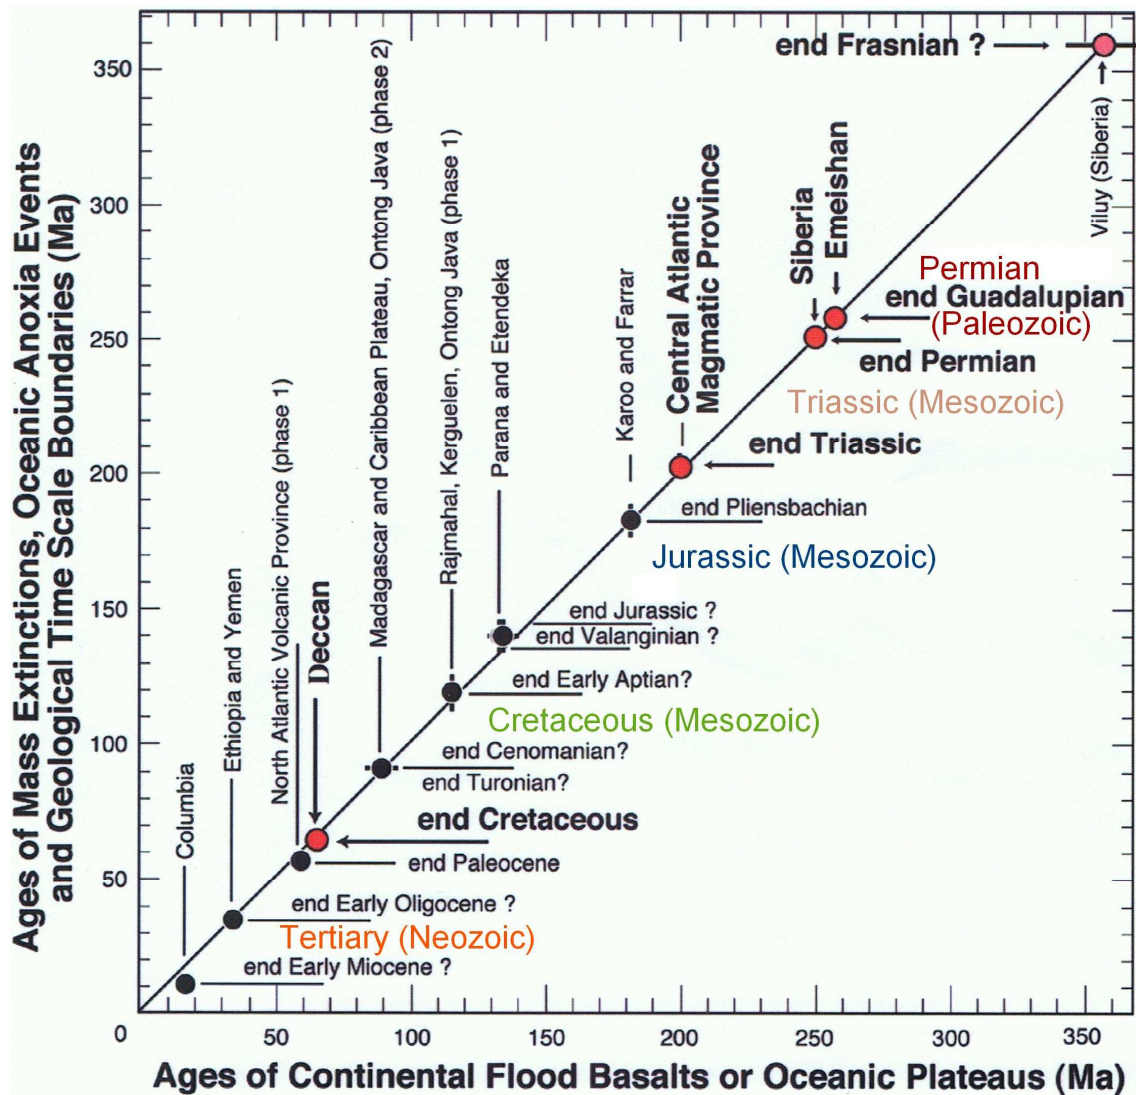 Ages of Mass Extinctions, Oceanic Anoxia Events
and Geological Time Scale Boundaries (Ma)
350
300
250
200
150
100
50
0
50
100
150
200
250
300
350
Ages of Continental Flood Basalts or Oceanic Plateaus (Ma)
Columbia
Ethiopia and Yemen
North Atlantic Volcanic Province (phase 1)
Deccan
Madagascar and Caribbean Plateau, Ontong Java (phase 2)
Rajmahal, Kerguelen, Ontong Java (phase 1)
Parana and Etendeka
Karoo and Farrar
Central Atlantic
Magmatic Province
Siberia
Emeishan
Viluy (Siberia)
end Frasnian ?
Permian
end Guadalupian
(Paleozoic)
end Permian
Triassic (Mesozoic)
end Triassic
end Pliensbachian
Jurassic (Mesozoic)
end Jurassic ?
end Valanginian ?
end Early Aptian?
Cretaceous (Mesozoic)
end Cenomanian?
end Turonian?
end Cretaceous
end Paleocene
end Early Oligocene ?
Tertiary (Neozoic)
end Early Miocene ?